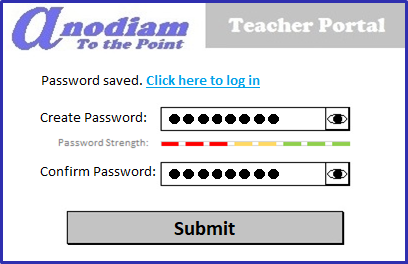 anodiam
To the Point
Teacher Portal
Password saved. Click here to log in
Create Password:
Password Strength:
Confirm Password:
Submit